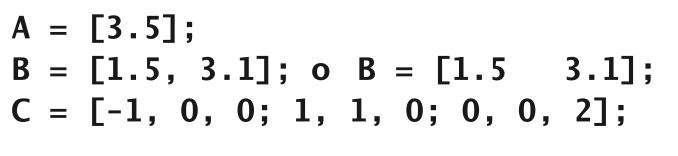 A = [3.5];
B = [1.5, 3.1]; o B = [1.5   3.1];
C = [-1, 0, 0; 1, 1, 0; 0, 0, 2];